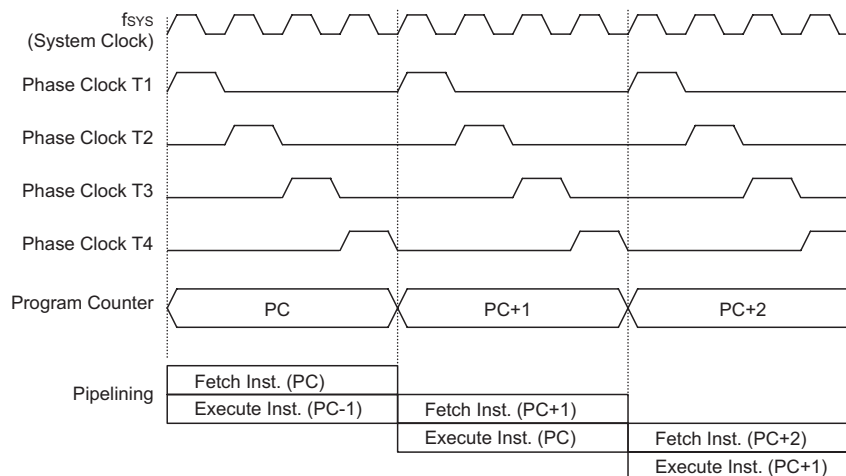 fSYS
(System Clock)
Phase Clock T1
Phase Clock T2
Phase Clock T3
Phase Clock T4
Program Counter
PC
PC+1
PC+2
Pipelining
Fetch Inst. (PC)
Execute Inst. (PC-1)
Fetch Inst. (PC+1)
Execute Inst. (PC)
Fetch Inst. (PC+2)
Execute Inst. (PC+1)